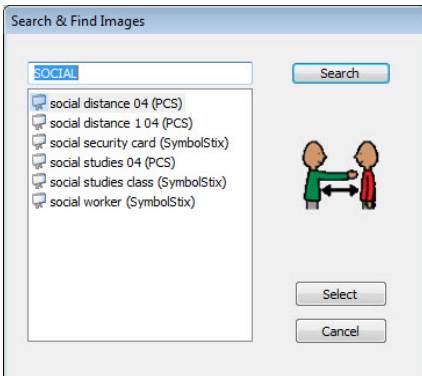 Search & Find Images
SOCIAL
Search
social distance 04 (PCS)
social distance 1 04 (PCS)
social security card (SymbolStix)
social studies 04 (PCS)
social studies class (SymbolStix)
social worker (SymbolStix)
Select
Cancel